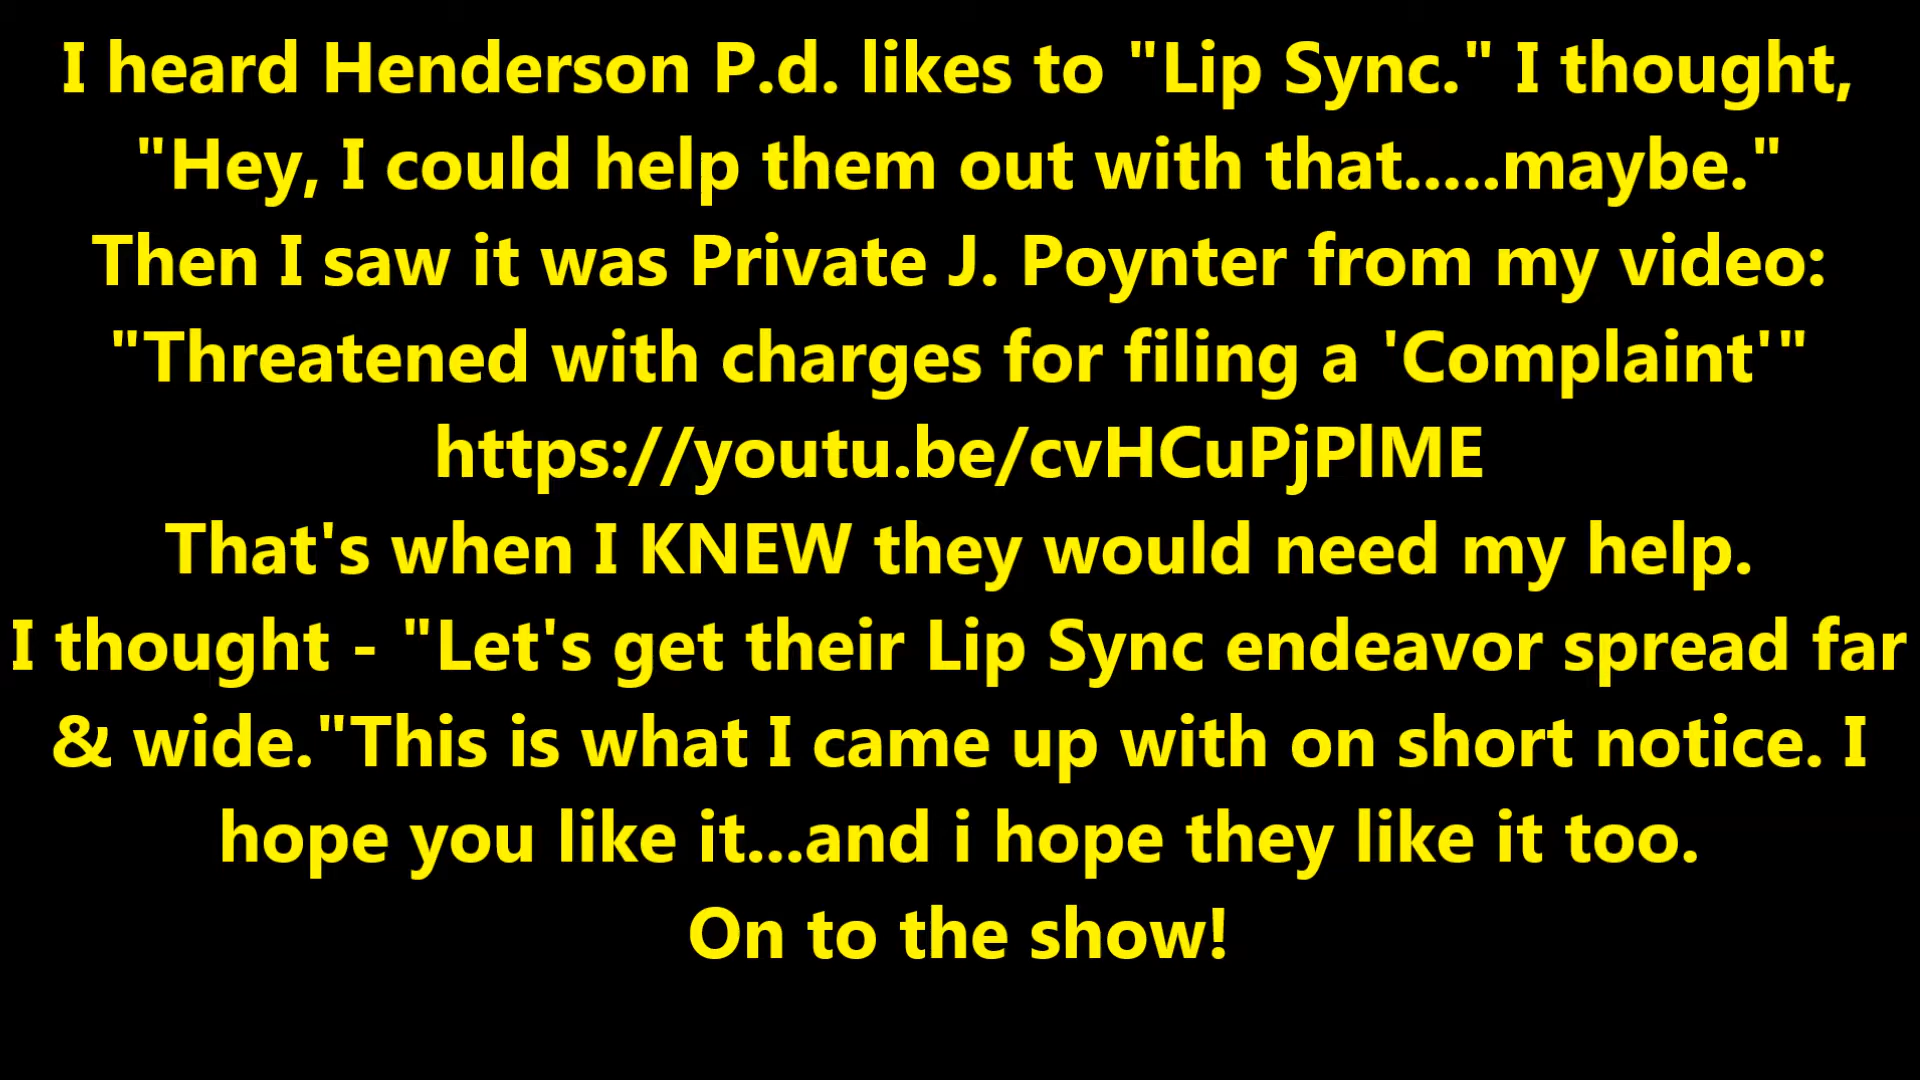 I heard Henderson P.d. likes to "Lip Sync." I thought,
"Hey, I could help them out with that.....maybe."
Then I saw it was Private J. Poynter from my video:
"Threatened with charges for filing a 'Complaint'"
https://youtu.be/cvHCuPjPlME
That's when I KNEW they would need my help.
I thought - "Let's get their Lip Sync endeavor spread far
& wide."This is what I came up with on short notice. I
hope you like it...and i hope they like it too.
On to the show!